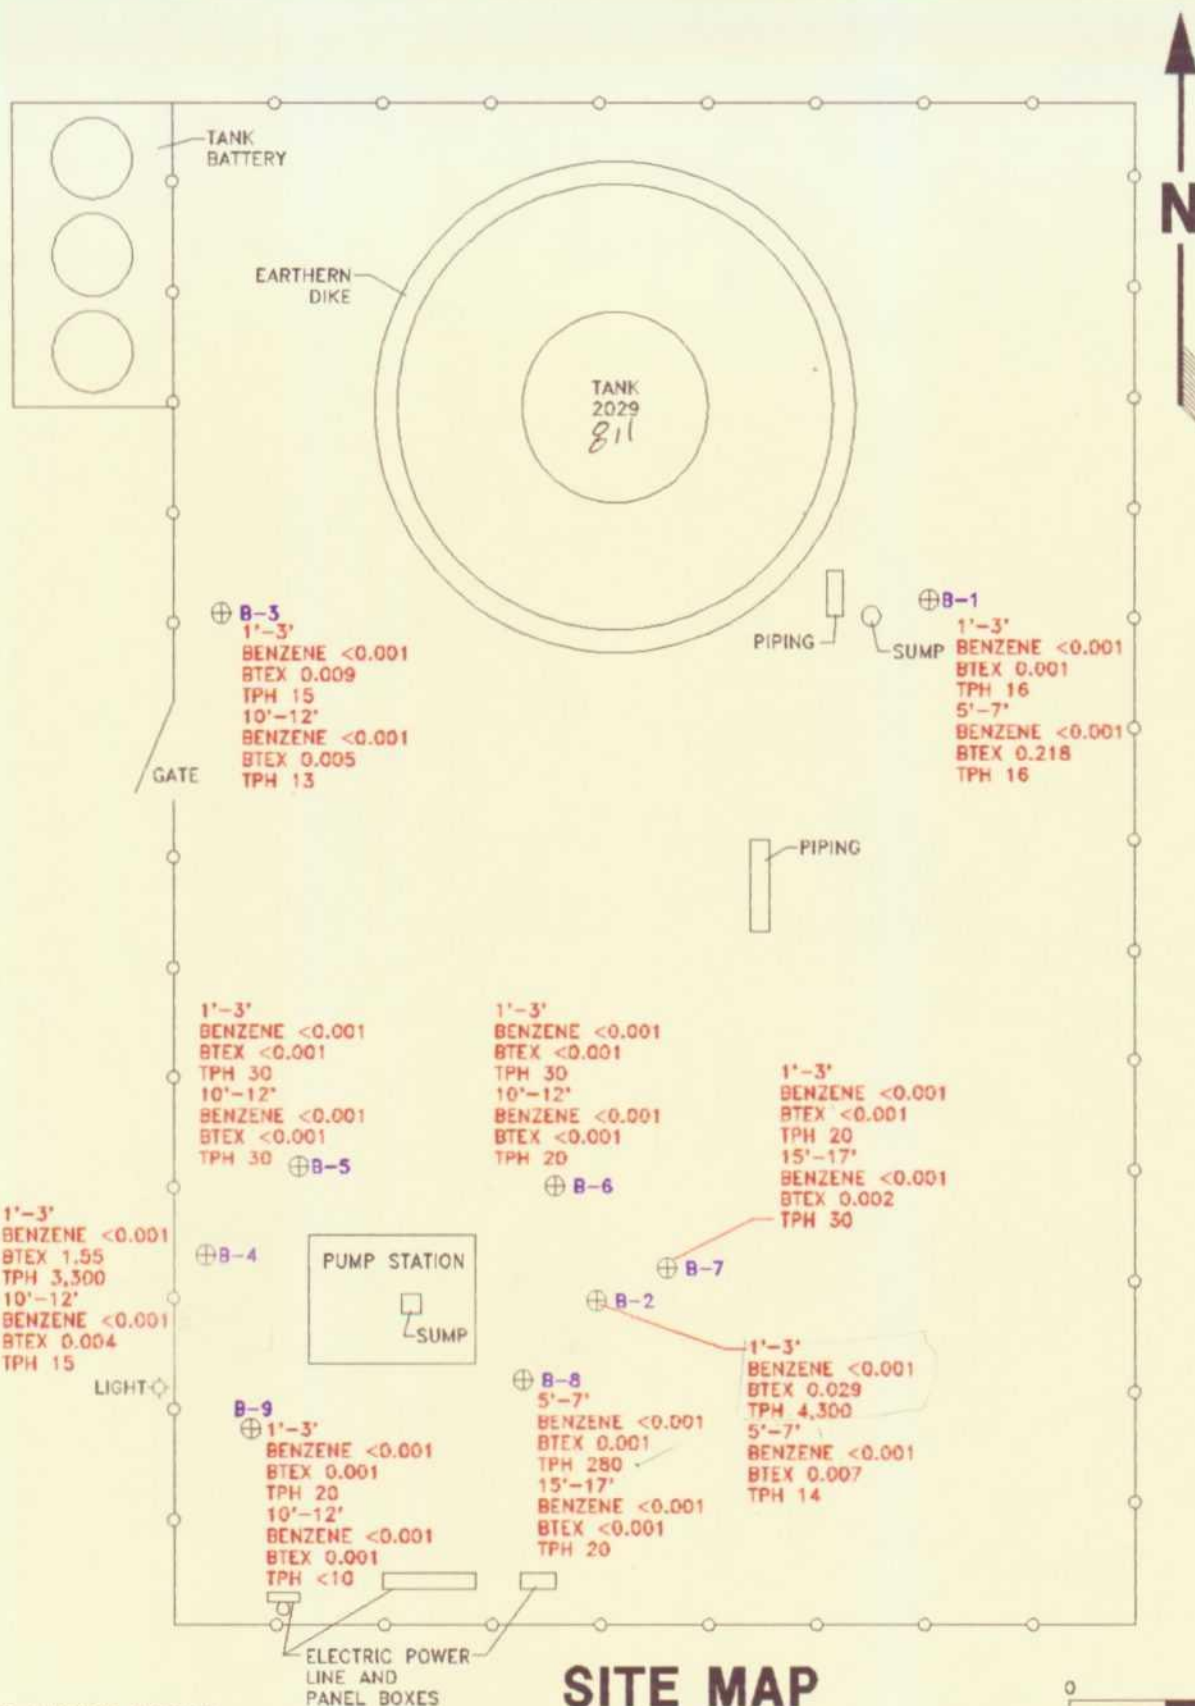 N
TANK
BATTERY
EARTHERN
DIKE
TANK
2029
811
B-3
1'-3'
BENZENE <0.001
BTEX 0.009
TPH 15
10'-12'
BENZENE <0.001
BTEX 0.005
TPH 13
PIPING
SUMP
B-1
1'-3'
BENZENE <0.001
BTEX 0.001
TPH 16
5'-7'
BENZENE <0.001
BTEX 0.218
TPH 16
GATE
PIPING
1'-3'
BENZENE <0.001
BTEX <0.001
TPH 30
10'-12'
BENZENE <0.001
BTEX <0.001
TPH 30
B-5
1'-3'
BENZENE <0.001
BTEX <0.001
TPH 30
10'-12'
BENZENE <0.001
BTEX <0.001
TPH 20
B-6
1'-3'
BENZENE <0.001
BTEX <0.001
TPH 20
15'-17'
BENZENE <0.001
BTEX 0.002
TPH 30
B-7
1'-3'
BENZENE <0.001
BTEX 1.55
TPH 3,300
10'-12'
BENZENE <0.001
BTEX 0.004
TPH 15
B-4
PUMP STATION
SUMP
B-2
1'-3'
BENZENE <0.001
BTEX 0.029
TPH 4,300
5'-7'
BENZENE <0.001
BTEX 0.007
TPH 14
LIGHT
B-9
1'-3'
BENZENE <0.001
BTEX 0.001
TPH 20
10'-12'
BENZENE <0.001
BTEX 0.001
TPH <10
B-8
5'-7'
BENZENE <0.001
BTEX 0.001
TPH 280
15'-17'
BENZENE <0.001
BTEX <0.001
TPH 20
ELECTRIC POWER
LINE AND
PANEL BOXES
SITE MAP
0